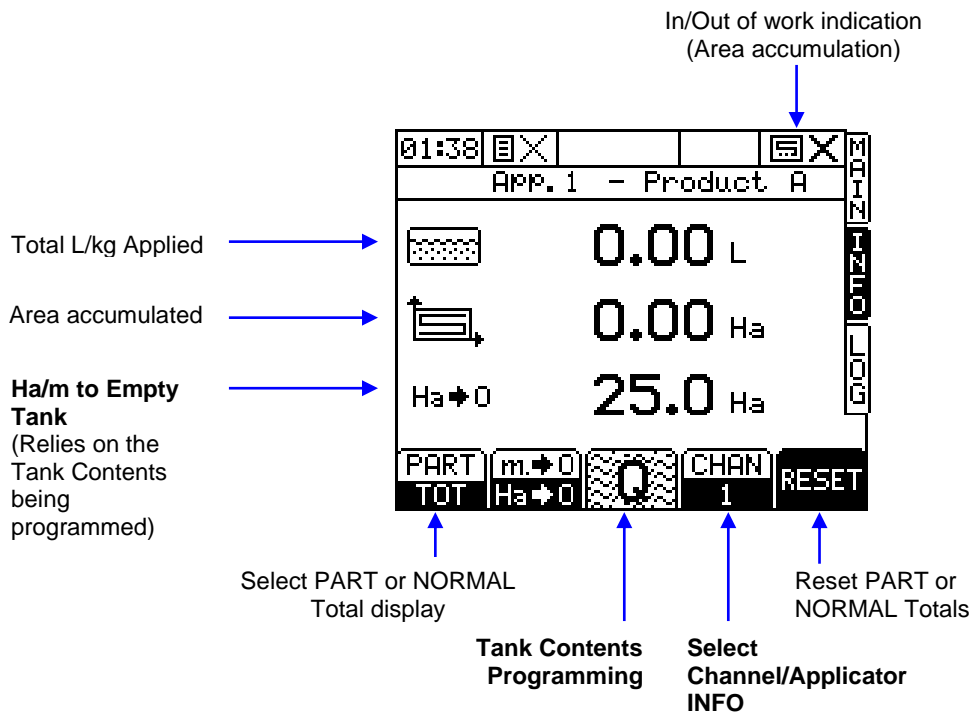 In/Out of work indication
(Area accumulation)
01:38
App. 1 - Product A
MAIN
INFO
LOG
Total L/kg Applied
0.00 L
Area accumulated
0.00 Ha
Ha/m to Empty
Tank
(Relies on the
Tank Contents
being
programmed)
Ha➔0 25.0 Ha
PART
TOT
m.➔0
Ha➔0
Q
CHAN
1
RESET
Select PART or NORMAL
Total display
Reset PART or
NORMAL Totals
Tank Contents
Programming
Select
Channel/Applicator
INFO